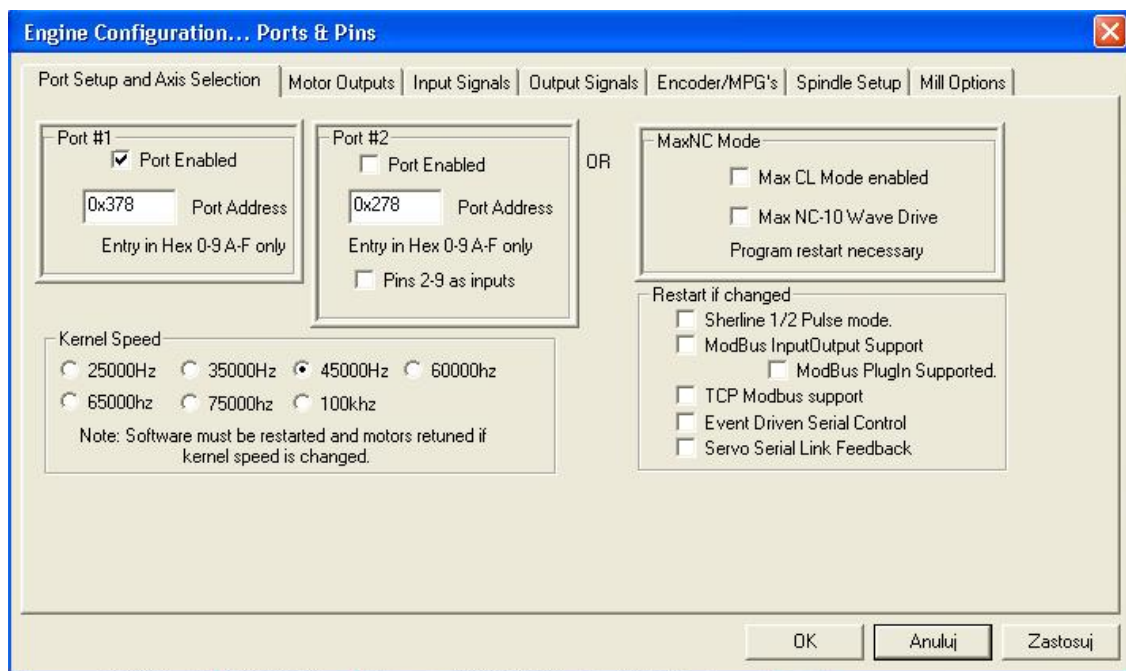 Engine Configuration... Ports & Pins
Port Setup and Axis Selection
Motor Outputs
Input Signals
Output Signals
Encoder/MPG's
Spindle Setup
Mill Options
Port #1
Port Enabled
0x378 Port Address
Entry in Hex 0-9 A-F only
Port #2
Port Enabled
0x278 Port Address
Entry in Hex 0-9 A-F only
Pins 2-9 as inputs
OR
MaxNC Mode
Max CL Mode enabled
Max NC-10 Wave Drive
Program restart necessary
Kernel Speed
25000Hz 35000Hz 45000Hz 60000hz
65000hz 75000hz 100khz
Note: Software must be restarted and motors retuned if
kernel speed is changed.
Restart if changed
Sherline 1/2 Pulse mode.
ModBus InputOutput Support
ModBus PlugIn Supported.
TCP Modbus support
Event Driven Serial Control
Servo Serial Link Feedback
OK
Anuluj
Zastosuj